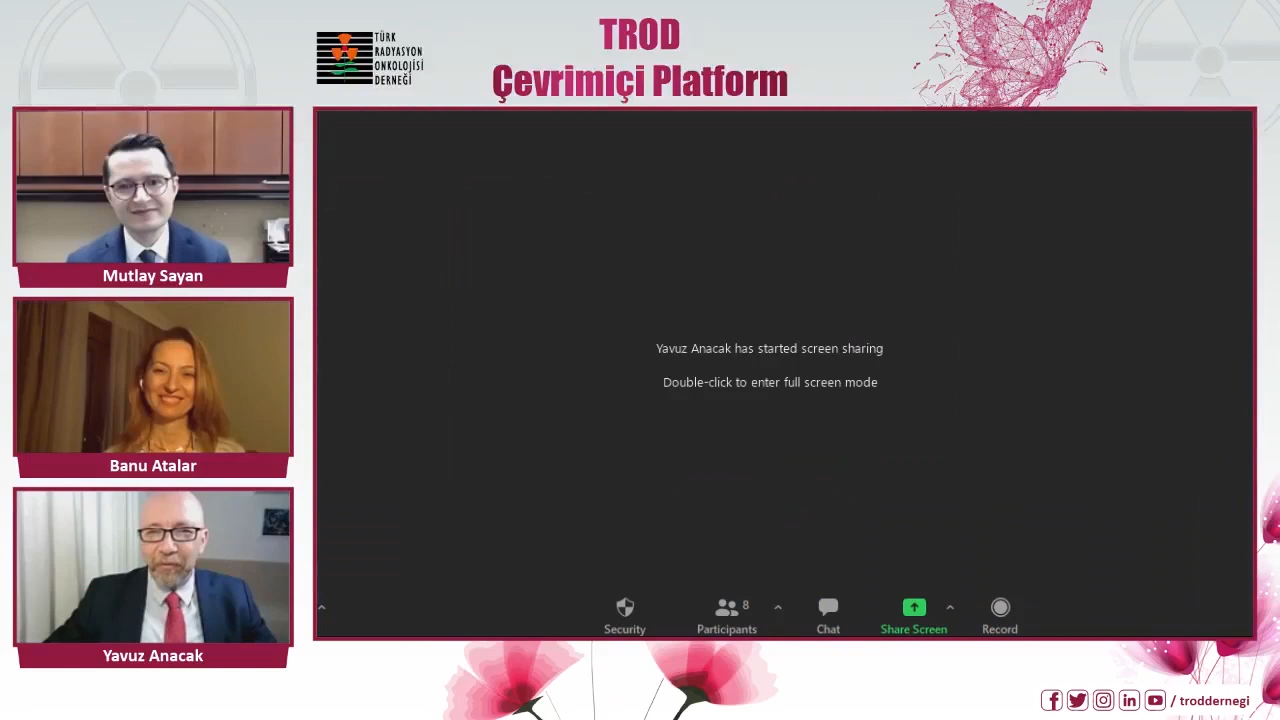 TÜRK
RADYASYON
ONKOLOJİSİ
DERNEĞİ
TROD
Çevrimiçi Platform
Mutlay Sayan
Banu Atalar
Yavuz Anacak
Yavuz Anacak has started screen sharing
Double-click to enter full screen mode
Security
Participants
8
Chat
Share Screen
Record
/ troddernegi